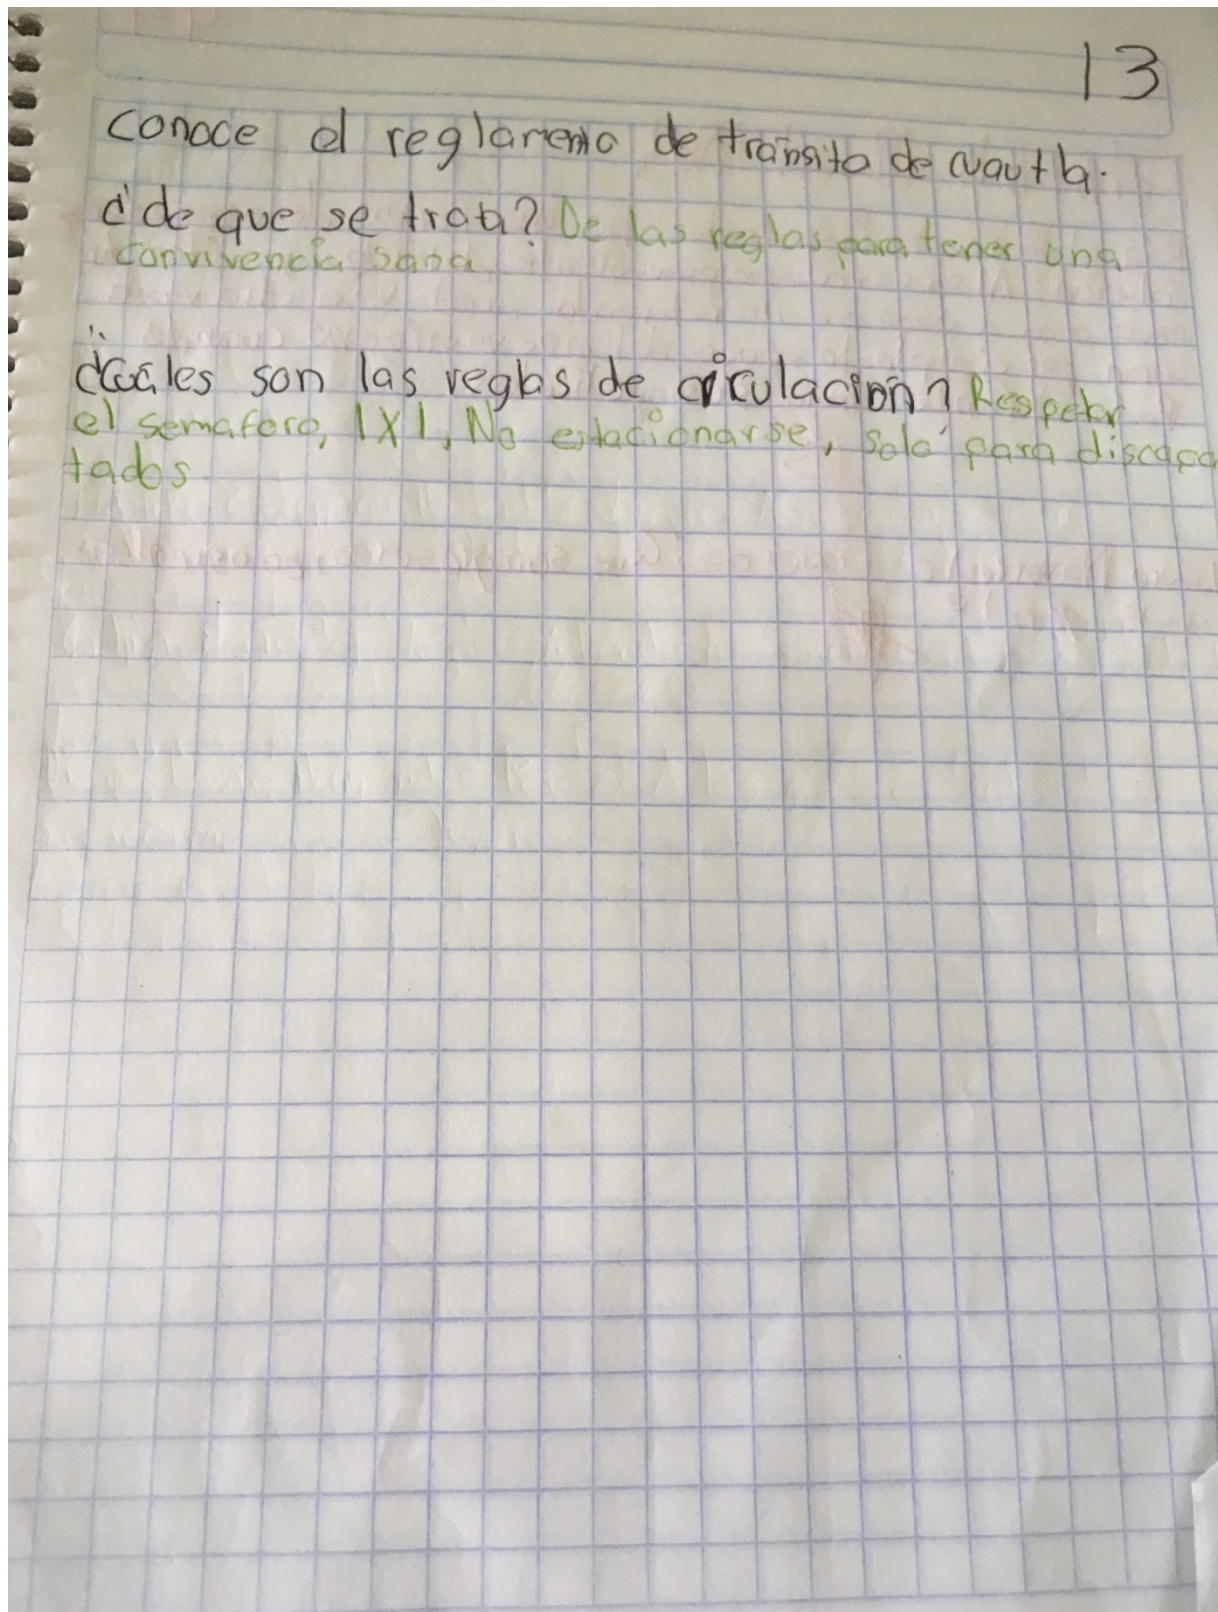 13
conoce el reglamento de tránsito de cuautla.
¿de que se trata? De las reglas para tener una
convivencia sana
¿cuáles son las reglas de circulación? Respetar
el semaforo, 1X1, No estacionarse, solo para discapa
tados